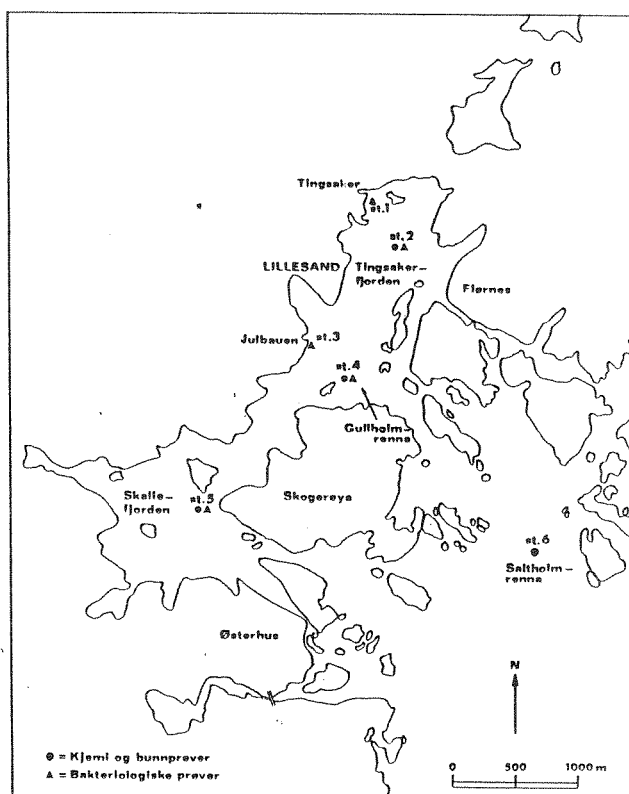 Tingsaker
st.1
st.2
LILLESAND
Tingsaker-
fjorden
Flørnes
Julbauen
st.3
st.4
Gullholm-
renna
Skalle-
fjorden
st.5
Skogerøya
st.6
Saltholm-
renna
Østerhus
N
⊙ = Kjemi og bunnprøver
▲ = Bakteriologiske prøver
0 500 1000 m